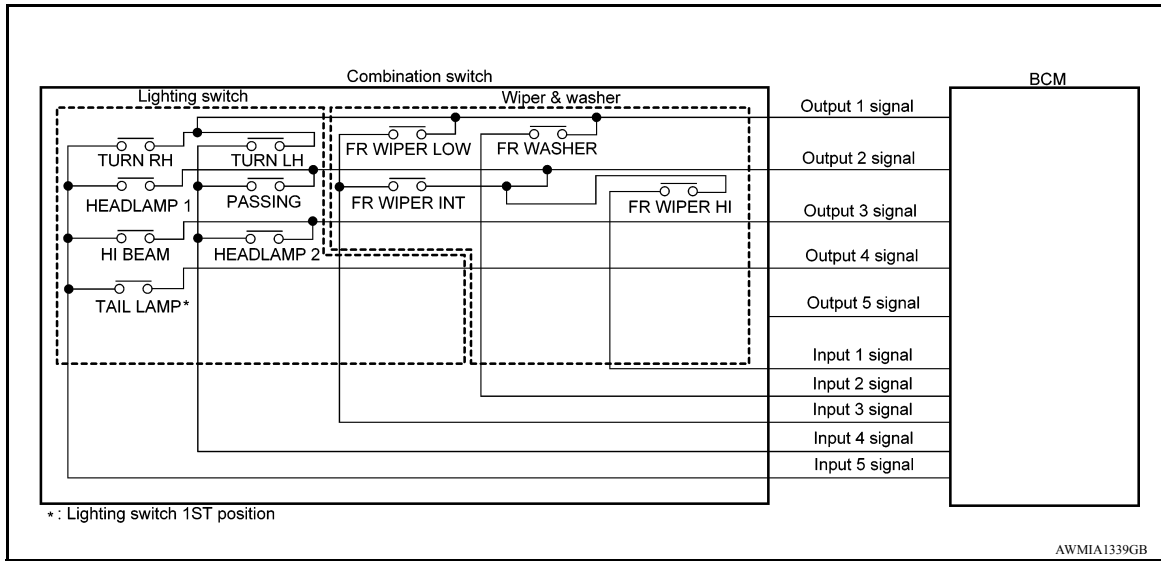 Combination switch
BCM
Lighting switch
Wiper & washer
Output 1 signal
TURN RH
TURN LH
FR WIPER LOW
FR WASHER
Output 2 signal
HEADLAMP 1
PASSING
FR WIPER INT
FR WIPER HI
Output 3 signal
HI BEAM
HEADLAMP 2
Output 4 signal
TAIL LAMP*
Output 5 signal
Input 1 signal
Input 2 signal
Input 3 signal
Input 4 signal
Input 5 signal
* : Lighting switch 1ST position
AWMIA1339GB